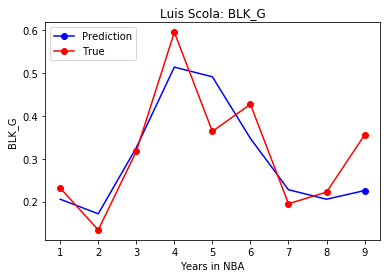 Luis Scola: BLK_G
Prediction
True
BLK_G
0.6
0.5
0.4
0.3
0.2
1 2 3 4 5 6 7 8 9
Years in NBA